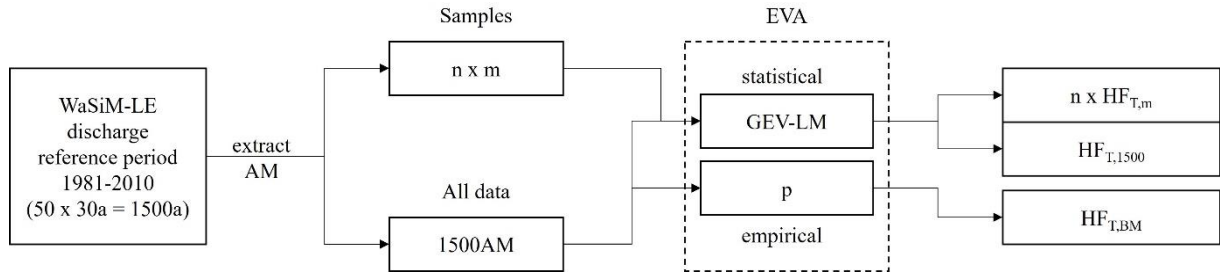 WaSiM-LE
discharge
reference period
1981-2010
(50 x 30a = 1500a)
extract
AM
Samples
n x m
All data
1500AM
EVA
statistical
GEV-LM
p
empirical
n x HF_T,m
HF_T,1500
HF_T,BM